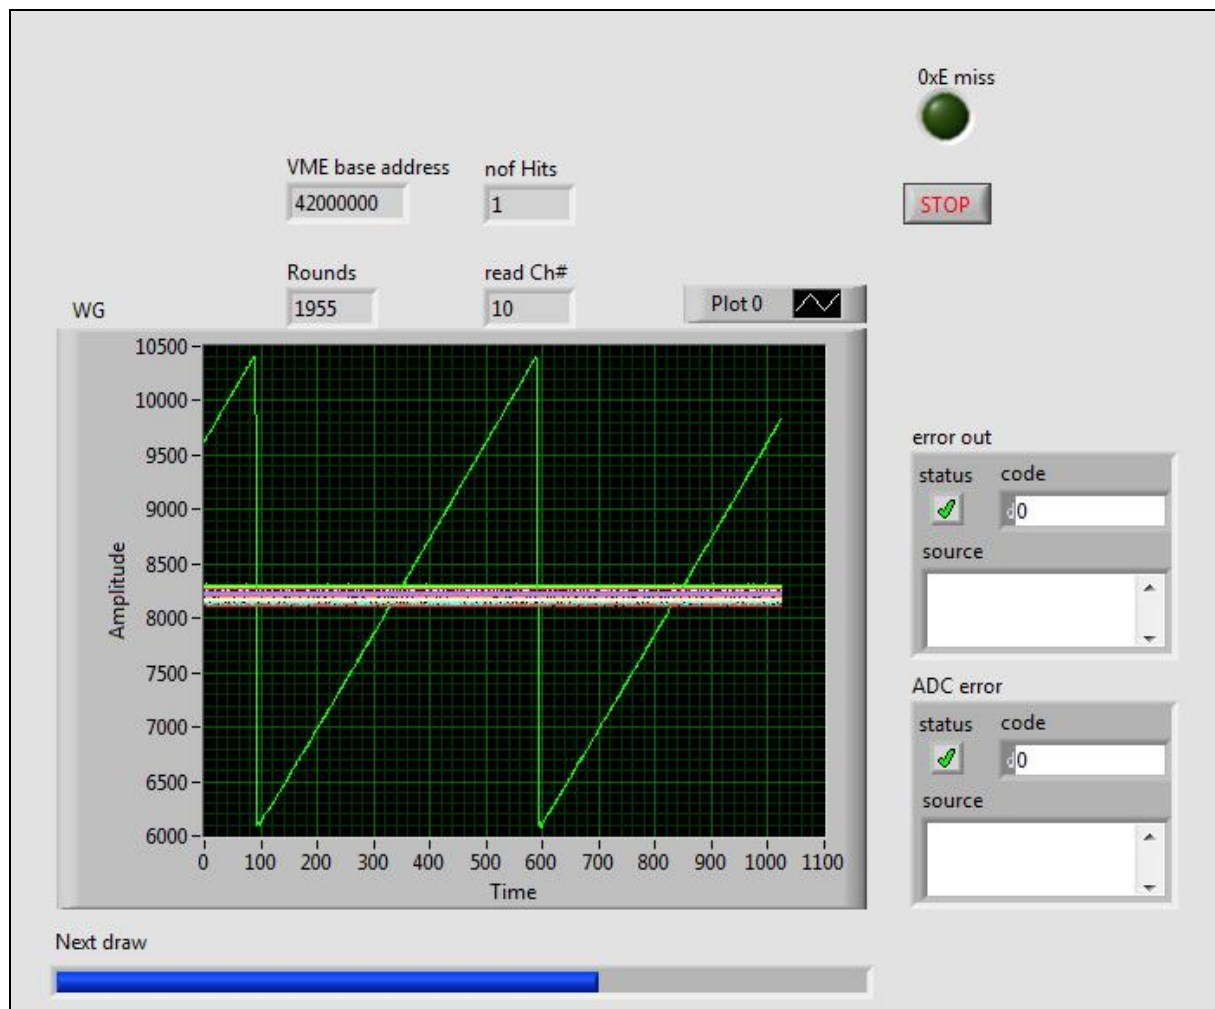 0xE miss
VME base address nof Hits
42000000 1
STOP
Rounds read Ch#
WG 1955 10 Plot 0
10500
10000
9500
9000
8500
8000
7500
7000
6500
6000
Amplitude
0 100 200 300 400 500 600 700 800 900 1000 1100
Time
error out
status code
d0
source
ADC error
status code
d0
source
Next draw